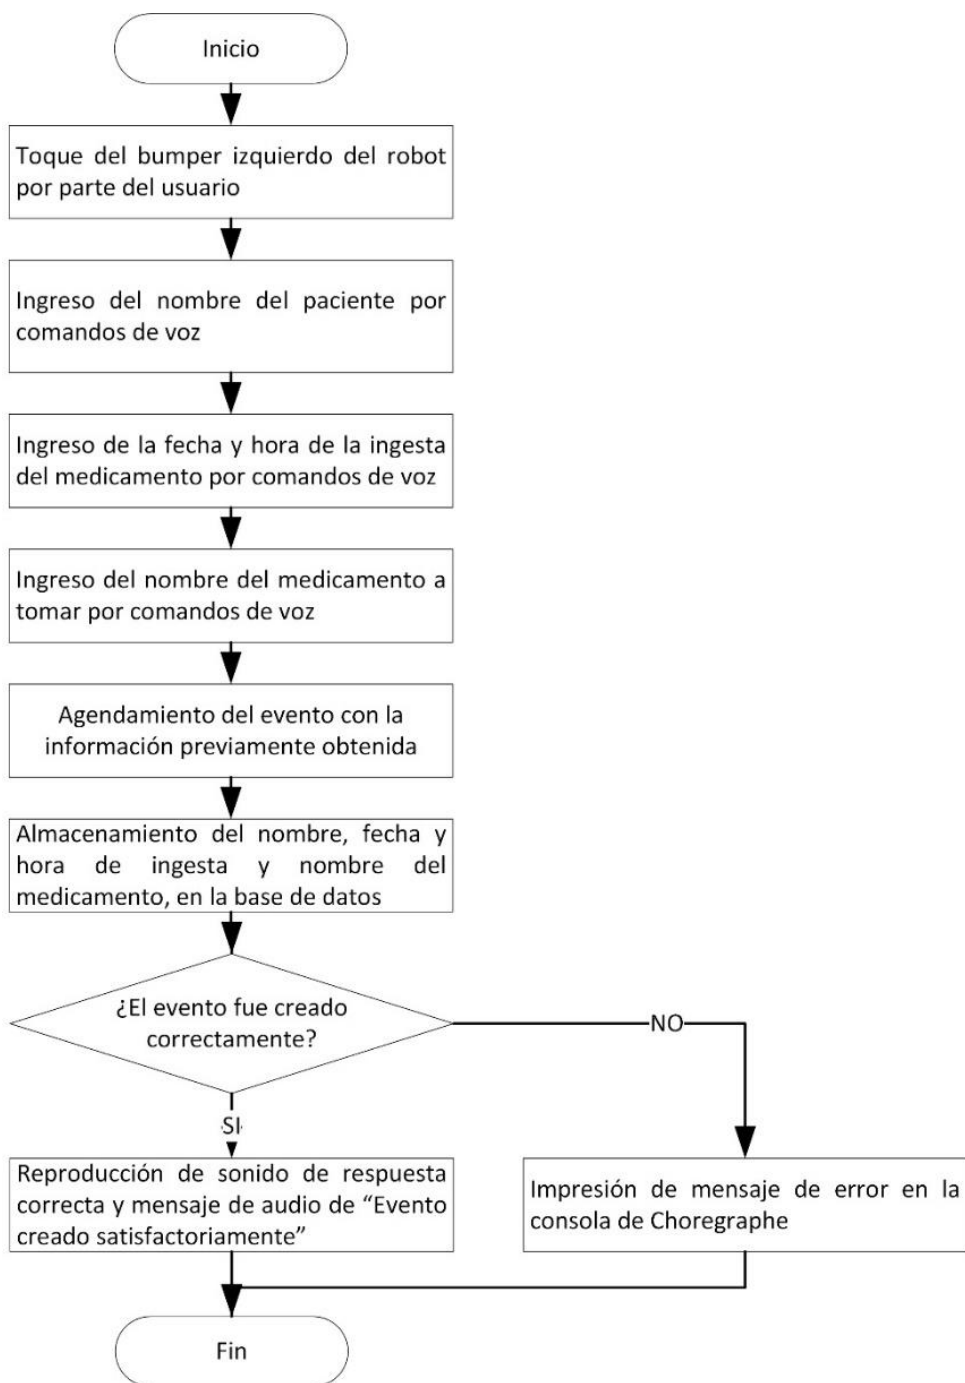 Inicio
Toque del bumper izquierdo del robot
por parte del usuario
Ingreso del nombre del paciente por
comandos de voz
Ingreso de la fecha y hora de la ingesta
del medicamento por comandos de voz
Ingreso del nombre del medicamento a
tomar por comandos de voz
Agendamiento del evento con la
información previamente obtenida
Almacenamiento del nombre, fecha y
hora de ingesta y nombre del
medicamento, en la base de datos
¿El evento fue creado
correctamente?
NO
SI
Reproducción de sonido de respuesta
correcta y mensaje de audio de “Evento
creado satisfactoriamente”
Impresión de mensaje de error en la
consola de Choregraphe
Fin